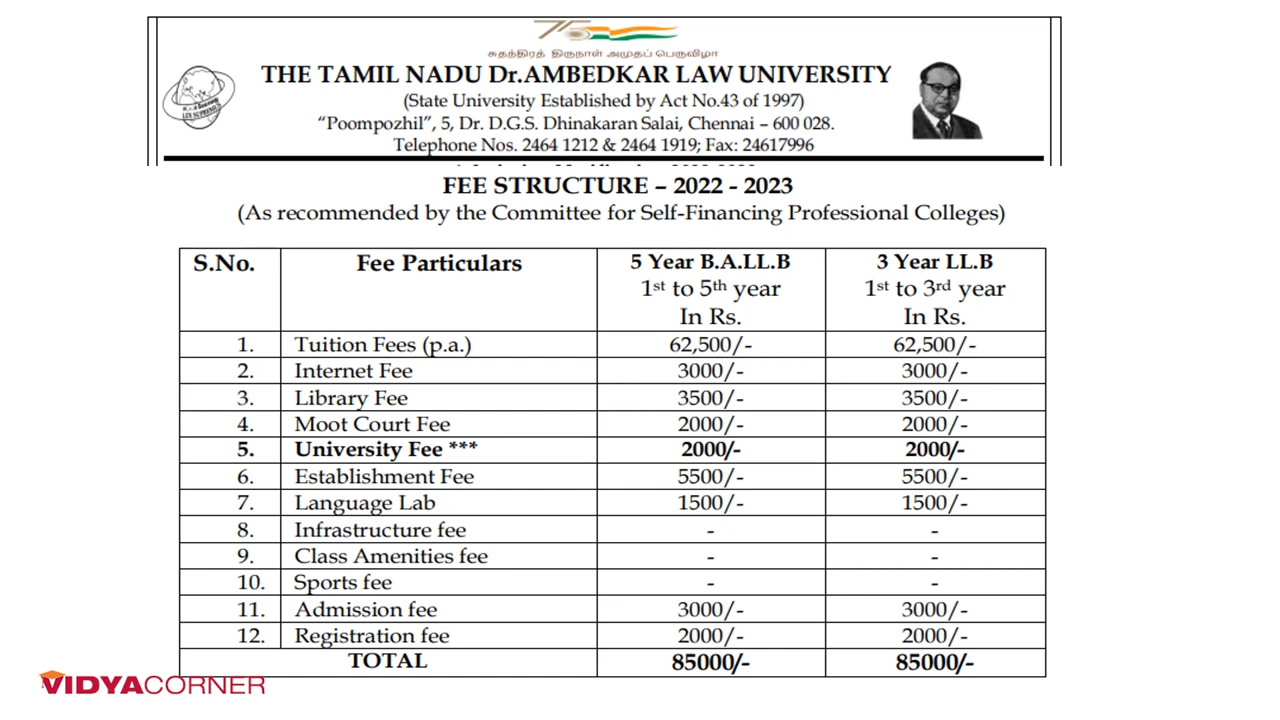 75
சுதந்திரத் திருநாள் அமுதப் பெருவிழா
THE TAMIL NADU Dr.AMBEDKAR LAW UNIVERSITY
(State University Established by Act No.43 of 1997)
“Poompozhil”, 5, Dr. D.G.S. Dhinakaran Salai, Chennai – 600 028.
Telephone Nos. 2464 1212 & 2464 1919; Fax: 24617996
LEX SUPREMUS
FEE STRUCTURE – 2022 - 2023
(As recommended by the Committee for Self-Financing Professional Colleges)
S.No. Fee Particulars 5 Year B.A.LL.B 3 Year LL.B
1st to 5th year 1st to 3rd year
In Rs. In Rs.
1. Tuition Fees (p.a.) 62,500/- 62,500/-
2. Internet Fee 3000/- 3000/-
3. Library Fee 3500/- 3500/-
4. Moot Court Fee 2000/- 2000/-
5. University Fee *** 2000/- 2000/-
6. Establishment Fee 5500/- 5500/-
7. Language Lab 1500/- 1500/-
8. Infrastructure fee - -
9. Class Amenities fee - -
10. Sports fee - -
11. Admission fee 3000/- 3000/-
12. Registration fee 2000/- 2000/-
TOTAL 85000/- 85000/-
VIDYACORNER